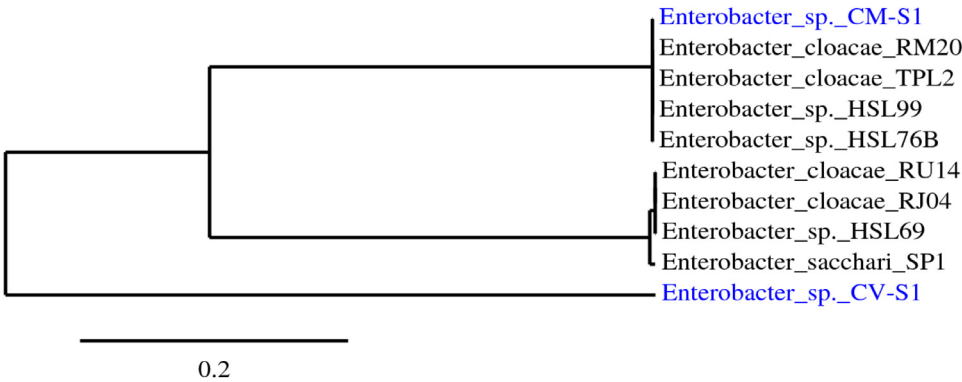 Enterobacter_sp._CM-S1
Enterobacter_cloacae_RM20
Enterobacter_cloacae_TPL2
Enterobacter_sp._HSL99
Enterobacter_sp._HSL76B
Enterobacter_cloacae_RU14
Enterobacter_cloacae_RJ04
Enterobacter_sp._HSL69
Enterobacter_sacchari_SP1
Enterobacter_sp._CV-S1
0.2